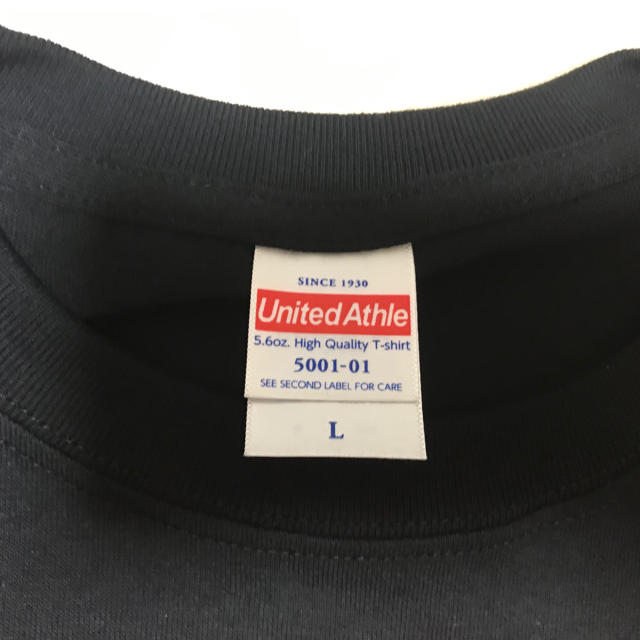 SINCE 1930
United Athle
5.6oz. High Quality T-shirt
5001-01
SEE SECOND LABEL FOR CARE
L